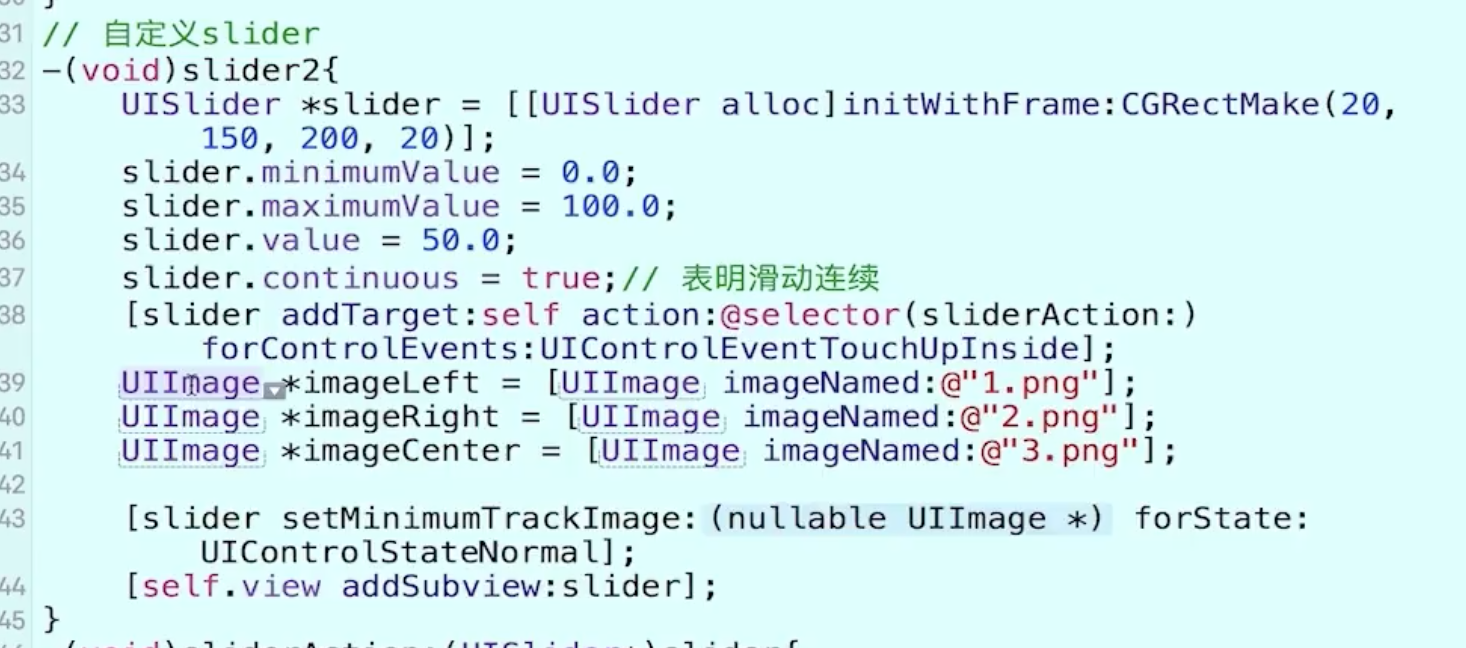 31 // 自定义slider
32 -(void)slider2{
33 UISlider *slider = [[UISlider alloc]initWithFrame:CGRectMake(20,
150, 200, 20)];
34 slider.minimumValue = 0.0;
35 slider.maximumValue = 100.0;
36 slider.value = 50.0;
37 slider.continuous = true;// 表明滑动连续
38 [slider addTarget:self action:@selector(sliderAction:)
forControlEvents:UIControlEventTouchUpInside];
39 UIImage *imageLeft = [UIImage imageNamed:@"1.png"];
40 UIImage *imageRight = [UIImage imageNamed:@"2.png"];
41 UIImage *imageCenter = [UIImage imageNamed:@"3.png"];
42
43 [slider setMinimumTrackImage:(nullable UIImage *) forState:
UIControlStateNormal];
44 [self.view addSubview:slider];
45 }
(void)sliderAction:(UISlider*)slider{